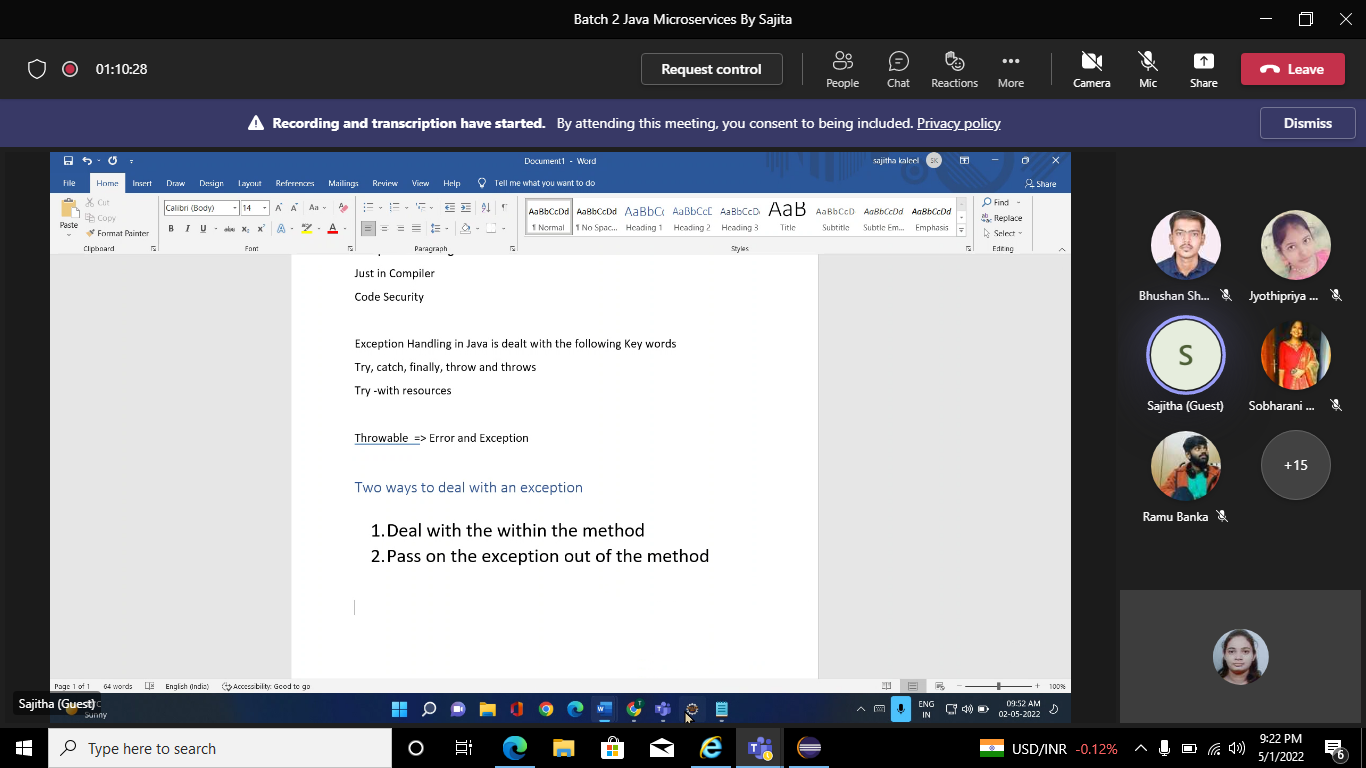 Batch 2 Java Microservices By Sajita
01:10:28
Request control
People
Chat
Reactions
More
Camera
Mic
Share
Leave
Recording and transcription have started. By attending this meeting, you consent to being included. Privacy policy
Dismiss
Document1 - Word
sajitha kaleel
SK
File Home Insert Draw Design Layout References Mailings Review View Help Tell me what you want to do
Share
Paste
Cut
Copy
Format Painter
Clipboard
Calibri (Body) 14
Font
Paragraph
AaBbCcDd AaBbCcDd AaBbCc AaBbCcE AaBbCcD AaB AaBbCcD AaBbCcDd AaBbCcDd
¶ Normal ¶ No Spac... Heading 1 Heading 2 Heading 3 Title Subtitle Subtle Em... Emphasis
Styles
Find
Replace
Select
Editing
Just in Compiler
Code Security
Exception Handling in Java is dealt with the following Key words
Try, catch, finally, throw and throws
Try -with resources
Throwable => Error and Exception
Two ways to deal with an exception
1.Deal with the within the method
2.Pass on the exception out of the method
Page 1 of 1 64 words English (India) Accessibility: Good to go
100%
Sajitha (Guest)
Sunny
ENG
IN
09:52 AM
02-05-2022
Bhushan Sh...
Jyothipriya ...
S
Sajitha (Guest)
Sobharani ...
Ramu Banka
+15
Type here to search
USD/INR -0.12%
9:22 PM
5/1/2022
6